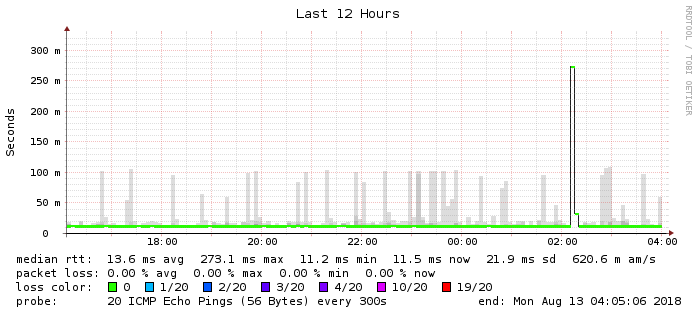 Last 12 Hours
RRDTOOL / TOBI OETIKER
Seconds
300 m
250 m
200 m
150 m
100 m
50 m
0
18:00 20:00 22:00 00:00 02:00 04:00
median rtt: 13.6 ms avg 273.1 ms max 11.2 ms min 11.5 ms now 21.9 ms sd 620.6 m am/s
packet loss: 0.00 % avg 0.00 % max 0.00 % min 0.00 % now
loss color: 0 1/20 2/20 3/20 4/20 10/20 19/20
probe: 20 ICMP Echo Pings (56 Bytes) every 300s end: Mon Aug 13 04:05:06 2018